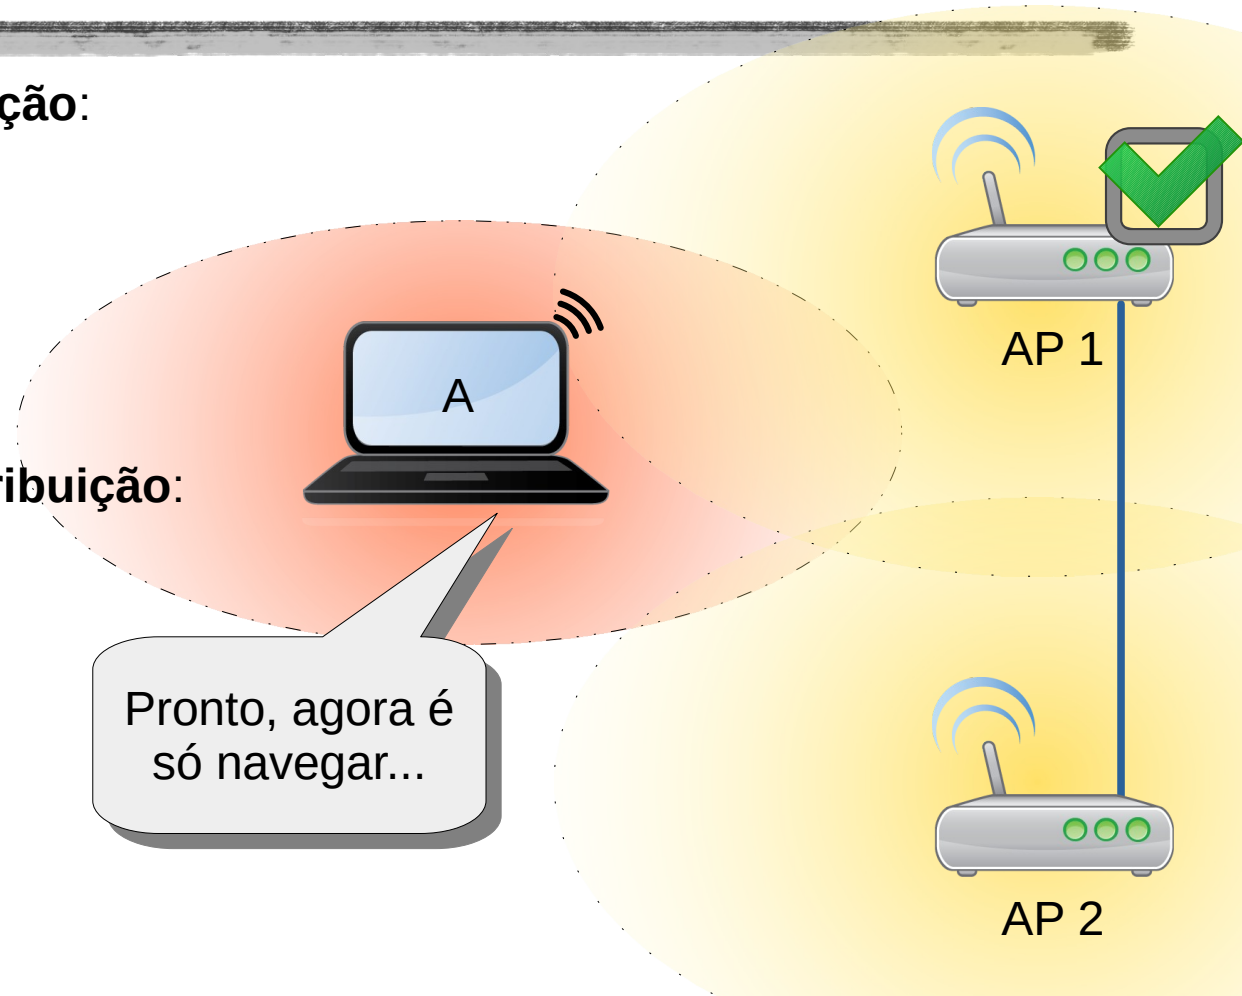 ção:
AP 1
A
ribuição:
Pronto, agora é
só navegar...
AP 2